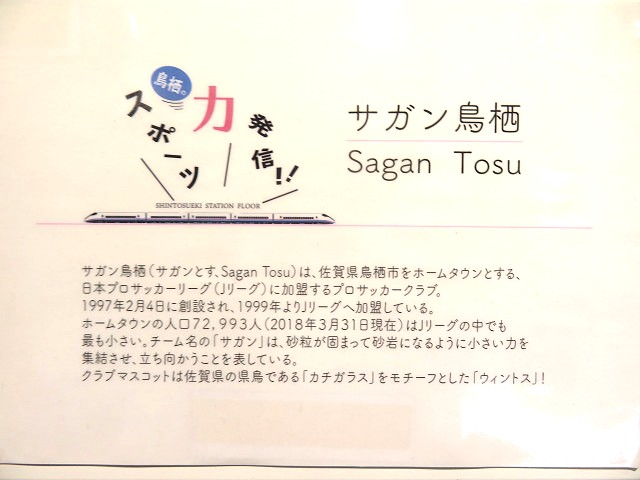 鳥栖。
スポーツ
力
発信!!
SHINTOSUEKI STATION FLOOR
サガン鳥栖
Sagan Tosu
サガン鳥栖（サガンとす、Sagan Tosu）は、佐賀県鳥栖市をホームタウンとする、
日本プロサッカーリーグ（Jリーグ）に加盟するプロサッカークラブ。
1997年2月4日に創設され、1999年よりJリーグへ加盟している。
ホームタウンの人口72,993人（2018年3月31日現在）はJリーグの中でも
最も小さい。チーム名の「サガン」は、砂粒が固まって砂岩になるように小さい力を
集結させ、立ち向かうことを表している。
クラブマスコットは佐賀県の県鳥である「カチガラス」をモチーフとした「ウィントス」！